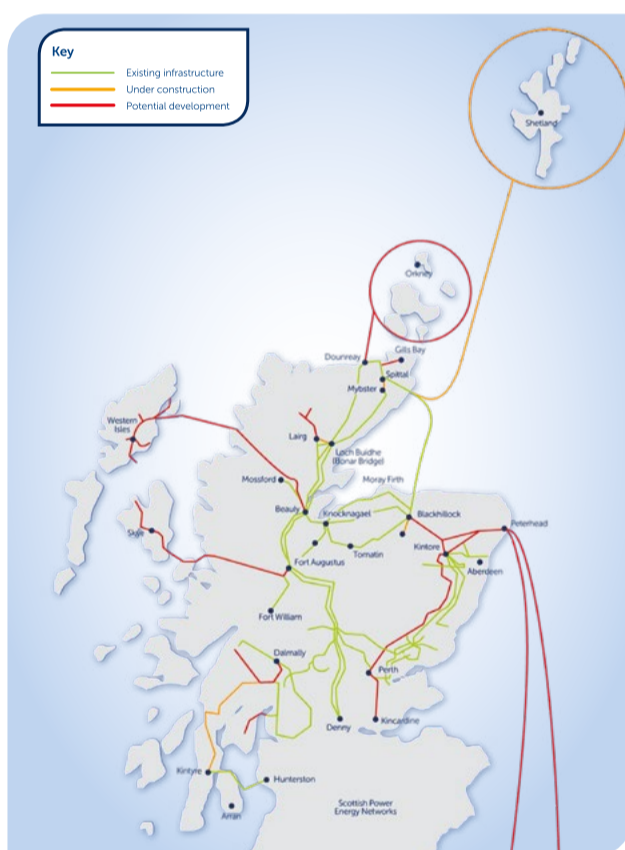 Key
Existing infrastructure
Under construction
Potential development
Shetland
Orkney
Gills Bay
Dounreay
Spittal
Mybster
Western
Isles
Lairg
Loch Buidhe
(Bonar Bridge)
Mossford
Moray Firth
Beauly
Knocknagael
Blackhillock
Peterhead
Skye
Kintore
Tomatin
Fort Augustus
Aberdeen
Fort William
Dalmally
Perth
Denny
Kincardine
Kintyre
Hunterston
Arran
Scottish Power
Energy Networks